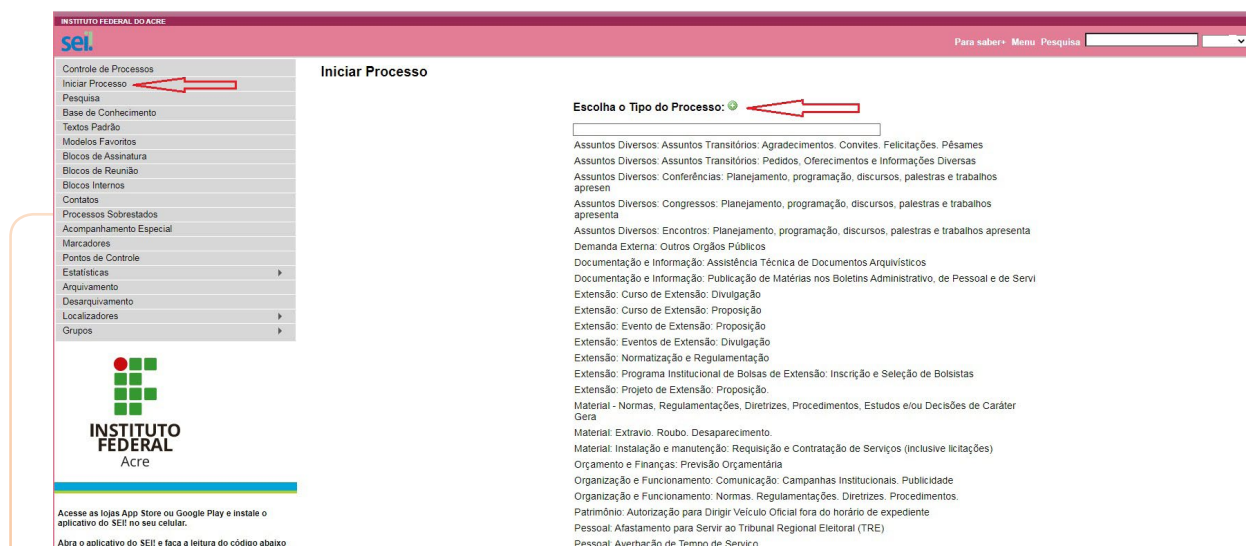 INSTITUTO FEDERAL DO ACRE
sei!
Para saber+ Menu Pesquisa
Controle de Processos
Iniciar Processo
Pesquisa
Base de Conhecimento
Textos Padrão
Modelos Favoritos
Blocos de Assinatura
Blocos de Reunião
Blocos Internos
Contatos
Processos Sobrestados
Acompanhamento Especial
Marcadores
Pontos de Controle
Estatísticas
Arquivamento
Desarquivamento
Localizadores
Grupos
INSTITUTO
FEDERAL
Acre
Acesse as lojas App Store ou Google Play e instale o
aplicativo do SEI! no seu celular.
Abra o aplicativo do SEI! e faça a leitura do código abaixo
Iniciar Processo
Escolha o Tipo do Processo:
Assuntos Diversos: Assuntos Transitórios: Agradecimentos. Convites. Felicitações. Pêsames
Assuntos Diversos: Assuntos Transitórios: Pedidos, Oferecimentos e Informações Diversas
Assuntos Diversos: Conferências: Planejamento, programação, discursos, palestras e trabalhos
apresen
Assuntos Diversos: Congressos: Planejamento, programação, discursos, palestras e trabalhos
apresenta
Assuntos Diversos: Encontros: Planejamento, programação, discursos, palestras e trabalhos apresenta
Demanda Externa: Outros Orgãos Públicos
Documentação e Informação: Assistência Técnica de Documentos Arquivísticos
Documentação e Informação: Publicação de Matérias nos Boletins Administrativo, de Pessoal e de Servi
Extensão: Curso de Extensão: Divulgação
Extensão: Curso de Extensão: Proposição
Extensão: Evento de Extensão: Proposição
Extensão: Eventos de Extensão: Divulgação
Extensão: Normatização e Regulamentação
Extensão: Programa Institucional de Bolsas de Extensão: Inscrição e Seleção de Bolsistas
Extensão: Projeto de Extensão: Proposição.
Material - Normas, Regulamentações, Diretrizes, Procedimentos, Estudos e/ou Decisões de Caráter
Gera
Material: Extravio. Roubo. Desaparecimento.
Material: Instalação e manutenção: Requisição e Contratação de Serviços (inclusive licitações)
Orçamento e Finanças: Previsão Orçamentária
Organização e Funcionamento: Comunicação: Campanhas Institucionais. Publicidade
Organização e Funcionamento: Normas. Regulamentações. Diretrizes. Procedimentos.
Patrimônio: Autorização para Dirigir Veículo Oficial fora do horário de expediente
Pessoal: Afastamento para Servir ao Tribunal Regional Eleitoral (TRE)
Pessoal: Averbação de Tempo de Serviço